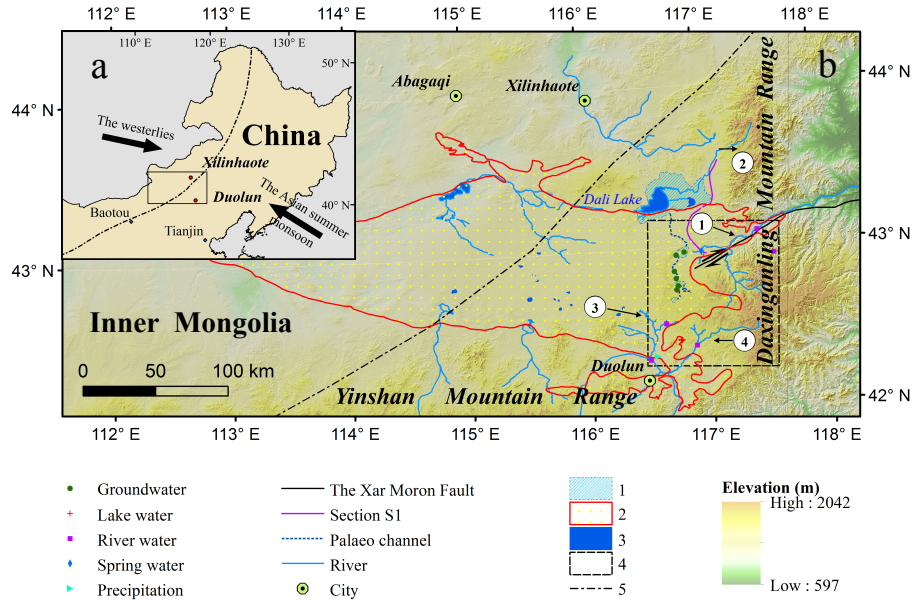 112° E 113° E 114° E 115° E 116° E 117° E 118° E
110° E 120° E 130° E
50° N
40° N
a
The westerlies
China
Xilinhaote
Duolun
Baotou
Tianjin
The Asian summer
monsoon
b
44° N
43° N
44° N
43° N
42° N
Abagaqi
Xilinhaote
Dali Lake
Daxinganling Mountain Range
1
2
3
4
Inner Mongolia
0 50 100 km
Duolun
Yinshan Mountain Range
112° E 113° E 114° E 115° E 116° E 117° E 118° E
Groundwater
Lake water
River water
Spring water
Precipitation
The Xar Moron Fault
Section S1
Palaeo channel
River
City
1
2
3
4
5
Elevation (m)
High : 2042
Low : 597